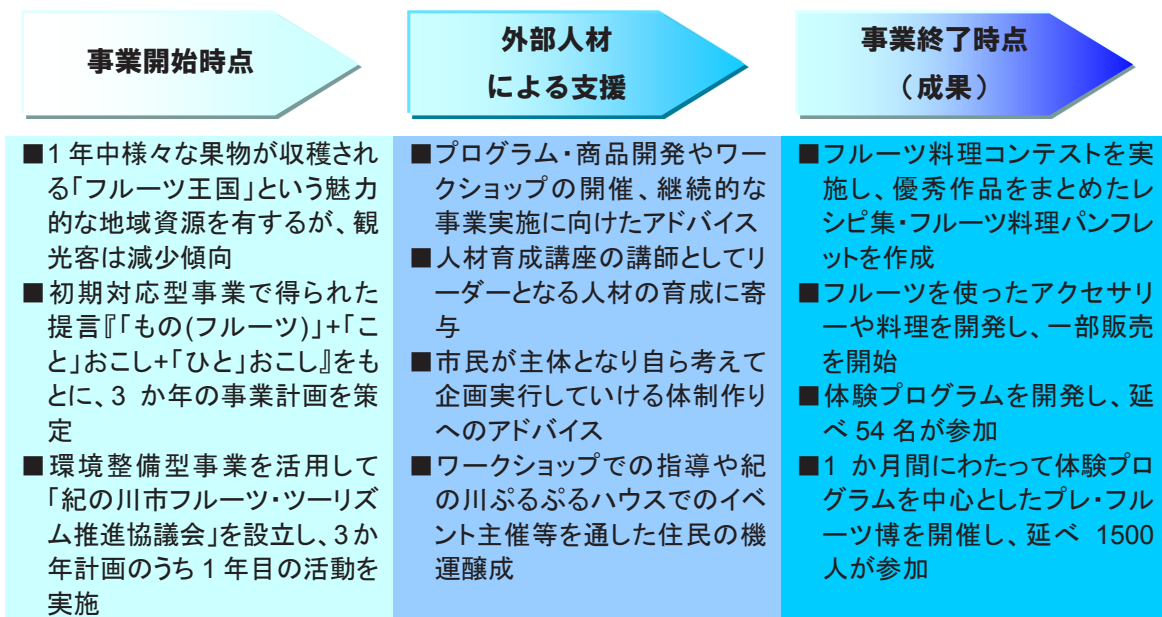 事業開始時点
外部人材
による支援
事業終了時点
（成果）
■1年中様々な果物が収穫され
る「フルーツ王国」という魅力
的な地域資源を有するが、観
光客は減少傾向
■初期対応型事業で得られた
提言『「もの(フルーツ)」+「こ
と」おこし+「ひと」おこし』をも
とに、3 か年の事業計画を策
定
■環境整備型事業を活用して
「紀の川市フルーツ・ツーリズ
ム推進協議会」を設立し、3か
年計画のうち1年目の活動を
実施
■プログラム・商品開発やワー
クショップの開催、継続的な
事業実施に向けたアドバイス
■人材育成講座の講師としてリ
ーダーとなる人材の育成に寄
与
■市民が主体となり自ら考えて
企画実行していける体制作り
へのアドバイス
■ワークショップでの指導や紀
の川ぷるぷるハウスでのイベ
ント主催等を通した住民の機
運醸成
■フルーツ料理コンテストを実
施し、優秀作品をまとめたレ
シピ集・フルーツ料理パンフレ
ットを作成
■フルーツを使ったアクセサリ
ーや料理を開発し、一部販売
を開始
■体験プログラムを開発し、延
べ 54 名が参加
■1 か月間にわたって体験プロ
グラムを中心としたプレ・フル
ーツ博を開催し、延べ 1500
人が参加